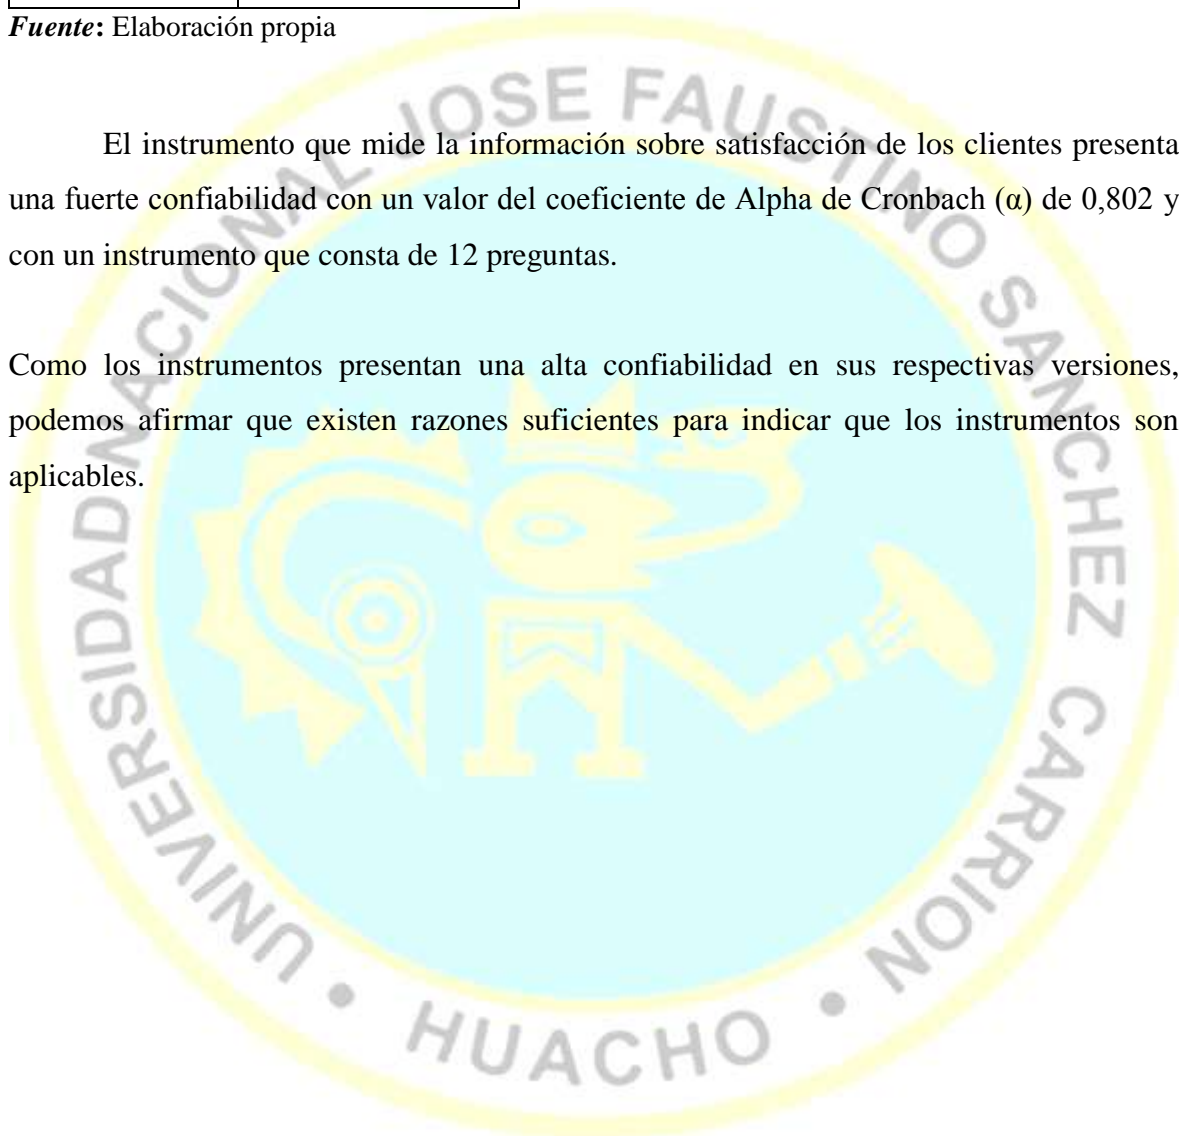 Fuente: Elaboración propia
El instrumento que mide la información sobre satisfacción de los clientes presenta
una fuerte confiabilidad con un valor del coeficiente de Alpha de Cronbach (α) de 0,802 y
con un instrumento que consta de 12 preguntas.
Como los instrumentos presentan una alta confiabilidad en sus respectivas versiones,
podemos afirmar que existen razones suficientes para indicar que los instrumentos son
aplicables.
UNIVERSIDAD NACIONAL JOSE FAUSTINO SANCHEZ CARRION • HUACHO •